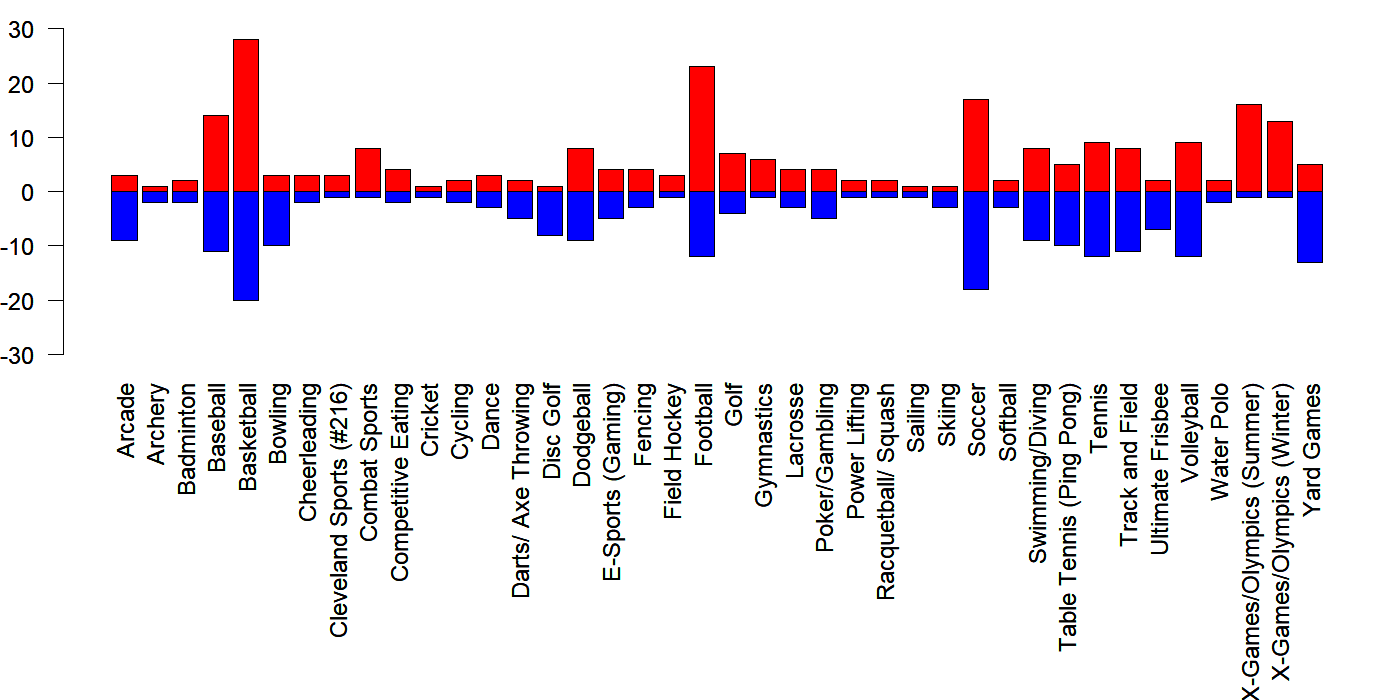 30
20
10
0
-10
-20
-30
Arcade
Archery
Badminton
Baseball
Basketball
Bowling
Cheerleading
Cleveland Sports (#216)
Combat Sports
Competitive Eating
Cricket
Cycling
Dance
Darts/ Axe Throwing
Disc Golf
Dodgeball
E-Sports (Gaming)
Fencing
Field Hockey
Football
Golf
Gymnastics
Lacrosse
Poker/Gambling
Power Lifting
Racquetball/ Squash
Sailing
Skiing
Soccer
Softball
Swimming/Diving
Table Tennis (Ping Pong)
Tennis
Track and Field
Ultimate Frisbee
Volleyball
Water Polo
X-Games/Olympics (Summer)
X-Games/Olympics (Winter)
Yard Games